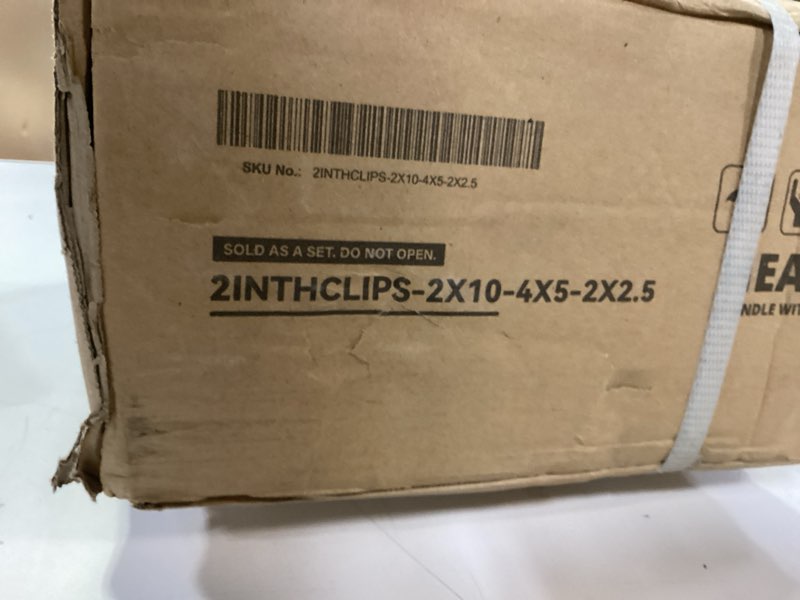 SKU No.: 2INTHCLIPS-2X10-4X5-2X2.5
SOLD AS A SET. DO NOT OPEN.
2INTHCLIPS-2X10-4X5-2X2.5